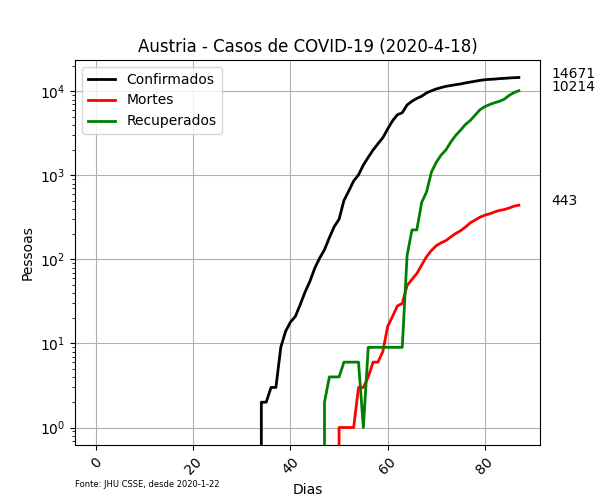 Austria - Casos de COVID-19 (2020-4-18)
Confirmados
Mortes
Recuperados
14671
10214
443
10⁴
10³
10²
10¹
10⁰
Pessoas
0
20
40
60
80
Dias
Fonte: JHU CSSE, desde 2020-1-22